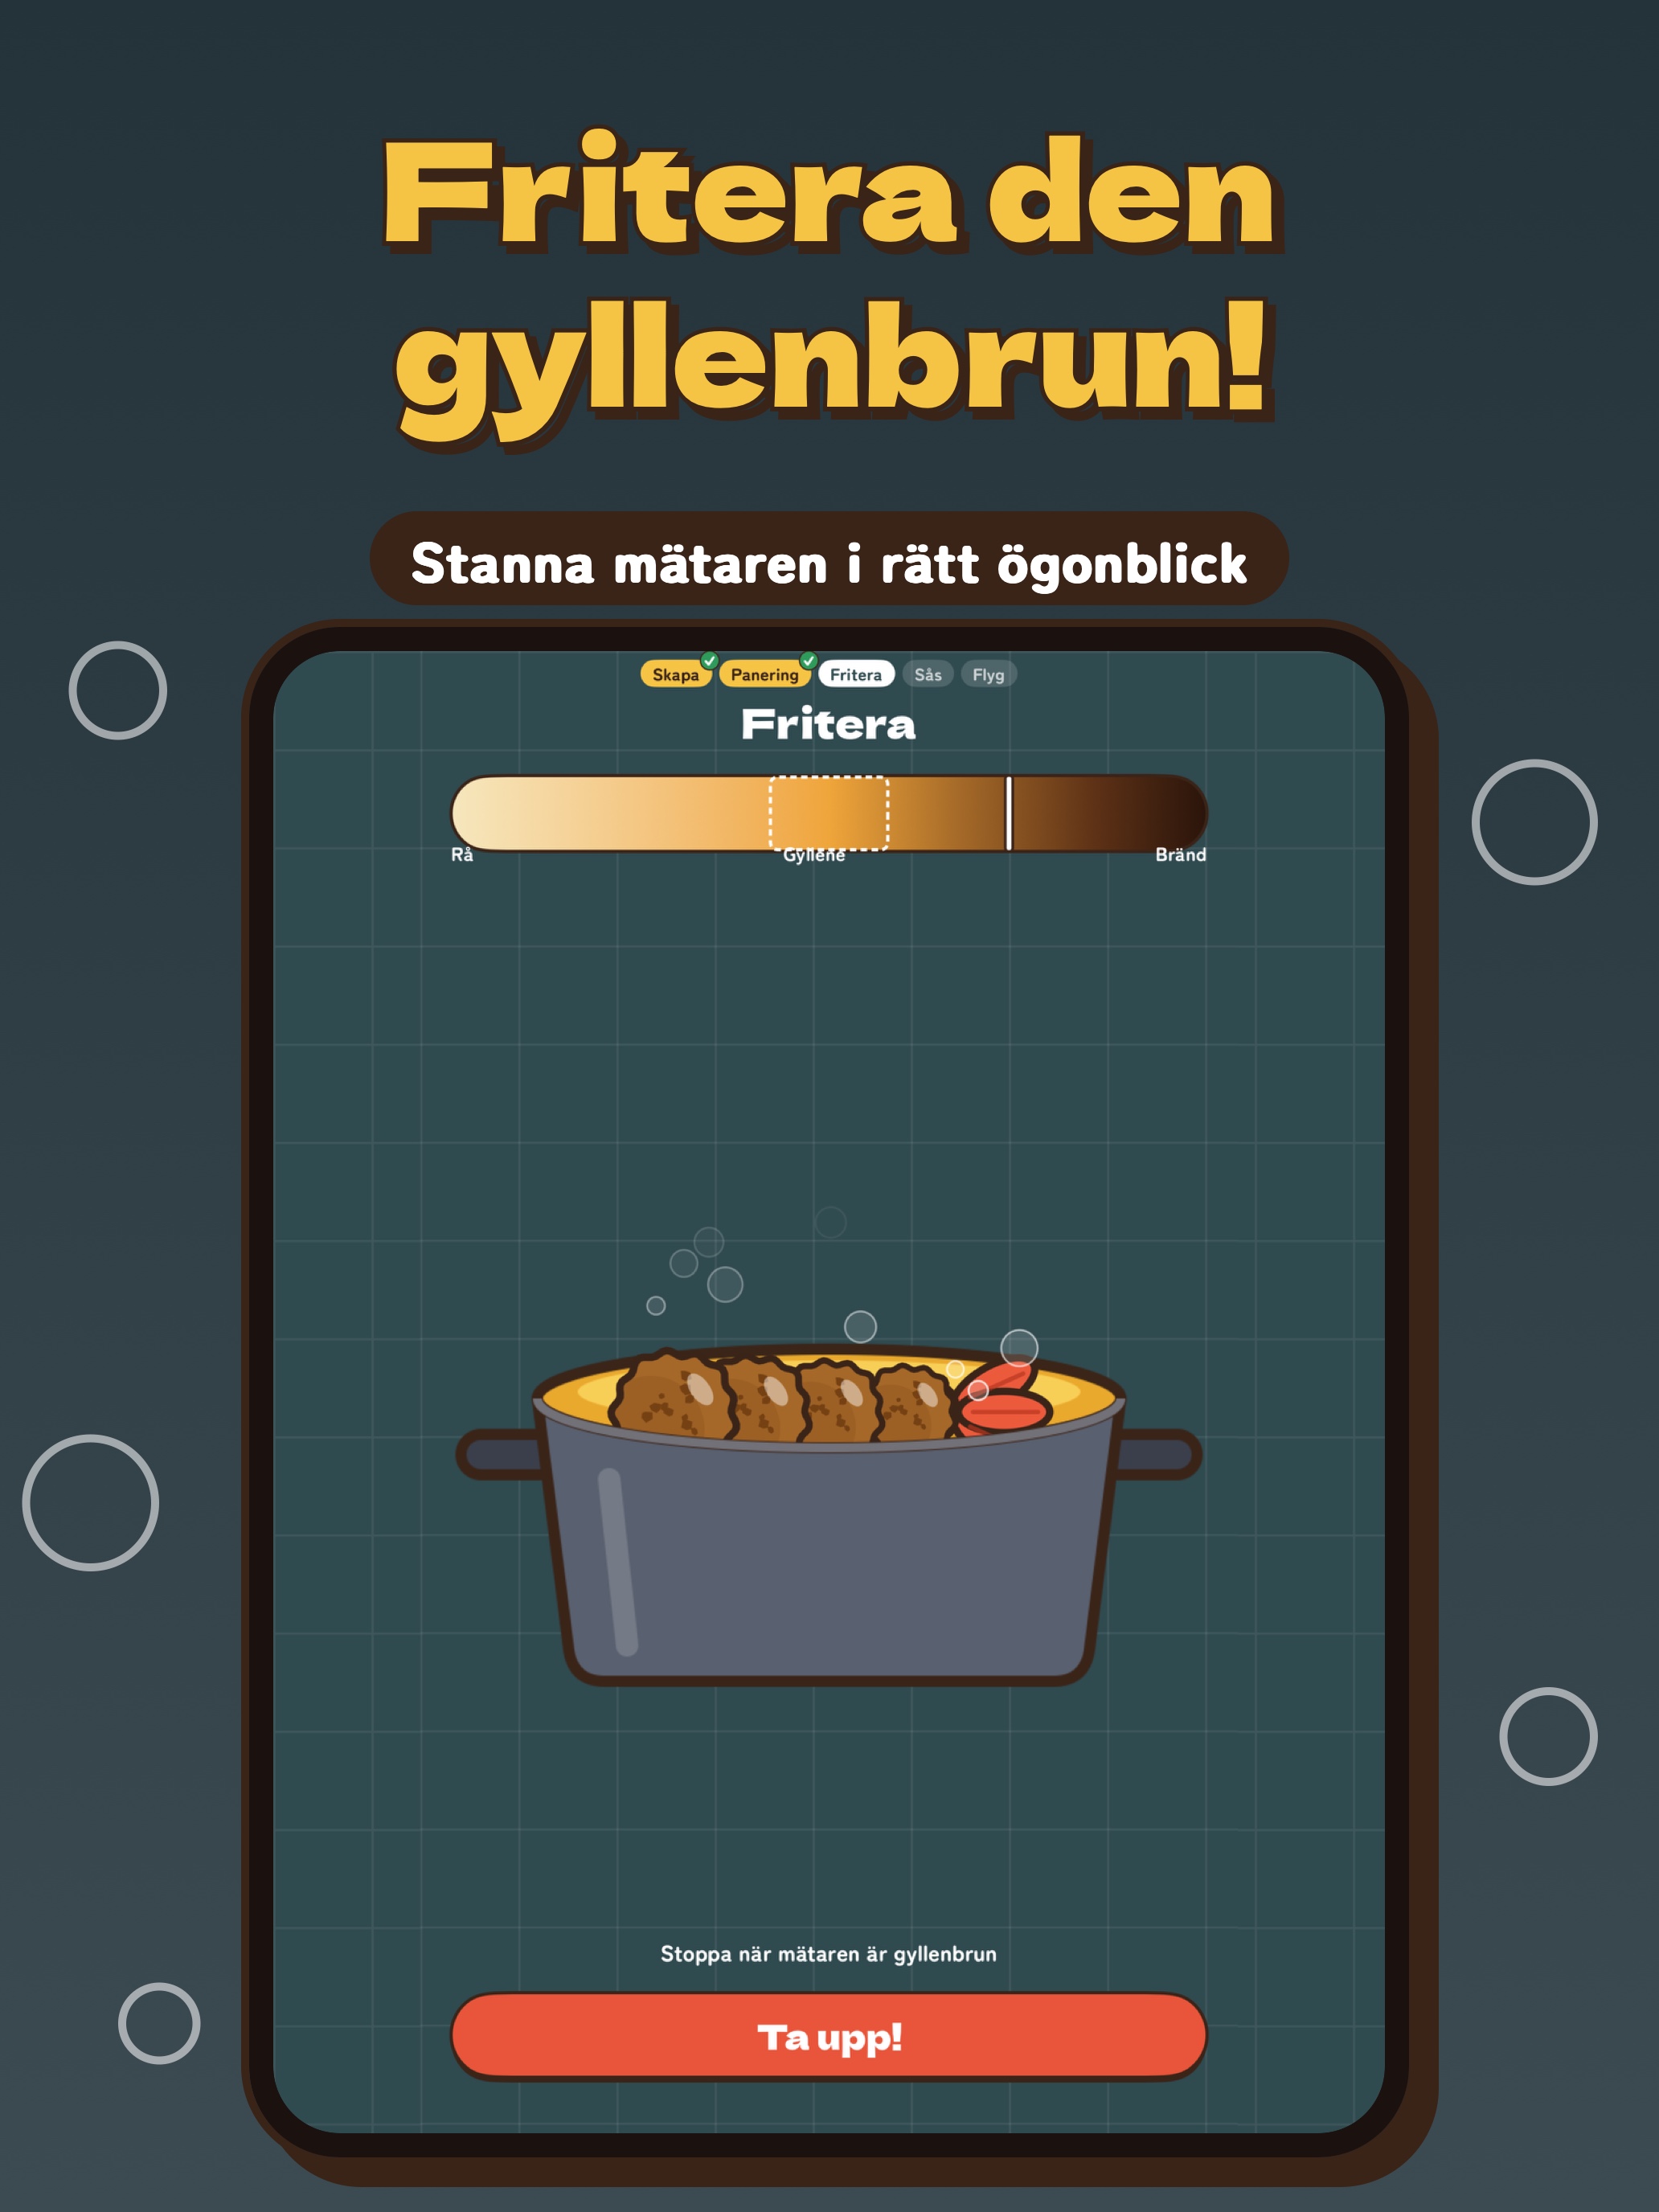 Fritera den
gyllenbrun!
Stanna mätaren i rätt ögonblick
Skapa Panering Fritera Sås Flyg
Fritera
Rå Gyllene Bränd
Stoppa när mätaren är gyllenbrun
Ta upp!